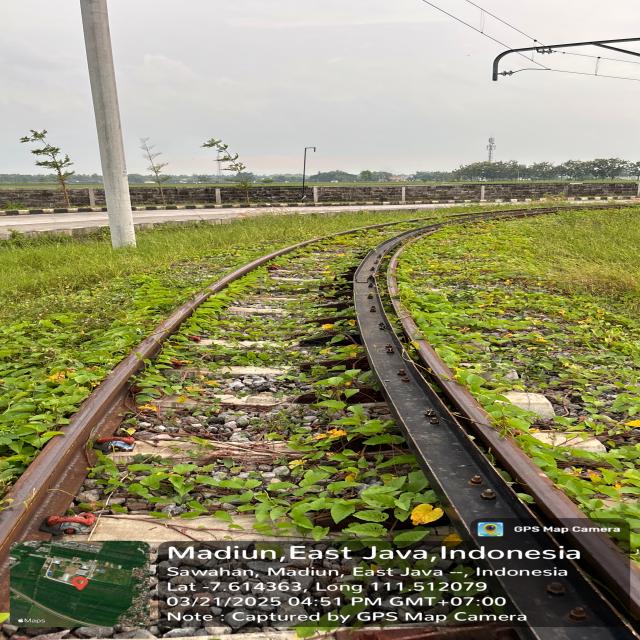 GPS Map Camera
Madiun,East Java,Indonesia
Sawahan, Madiun, East Java –, Indonesia
Lat -7.614363, Long 111.512079
03/21/2025 04:51 PM GMT+07:00
Note : Captured by GPS Map Camera
Maps